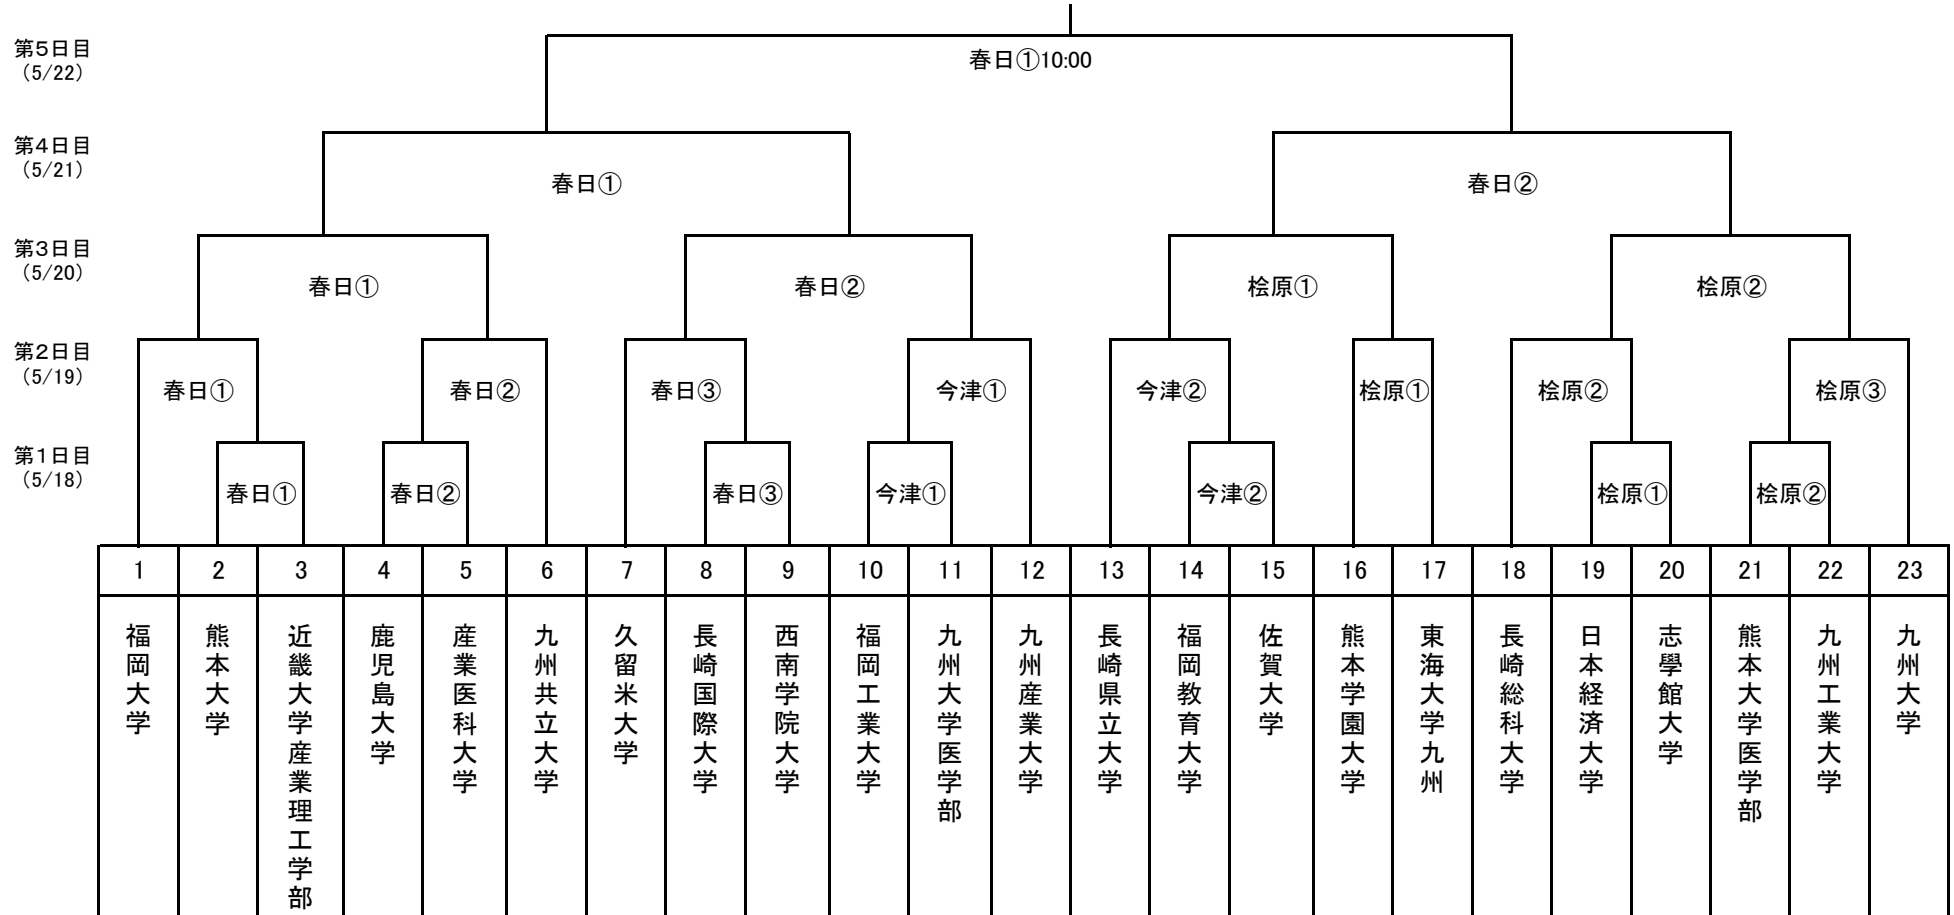 第5日目
（5/22）
春日①10:00
第4日目
（5/21）
春日①
春日②
第3日目
（5/20）
春日①
春日②
桧原①
桧原②
第2日目
（5/19）
春日①
春日②
春日③
今津①
今津②
桧原①
桧原②
桧原③
第1日目
（5/18）
春日①
春日②
春日③
今津①
今津②
桧原①
桧原②
1
2
3
4
5
6
7
8
9
10
11
12
13
14
15
16
17
18
19
20
21
22
23
福岡大学
熊本大学
近畿大学産業理工学部
鹿児島大学
産業医科大学
九州共立大学
久留米大学
長崎国際大学
西南学院大学
福岡工業大学
九州大学医学部
九州産業大学
長崎県立大学
福岡教育大学
佐賀大学
熊本学園大学
東海大学九州
長崎総科大学
日本経済大学
志學館大学
熊本大学医学部
九州工業大学
九州大学